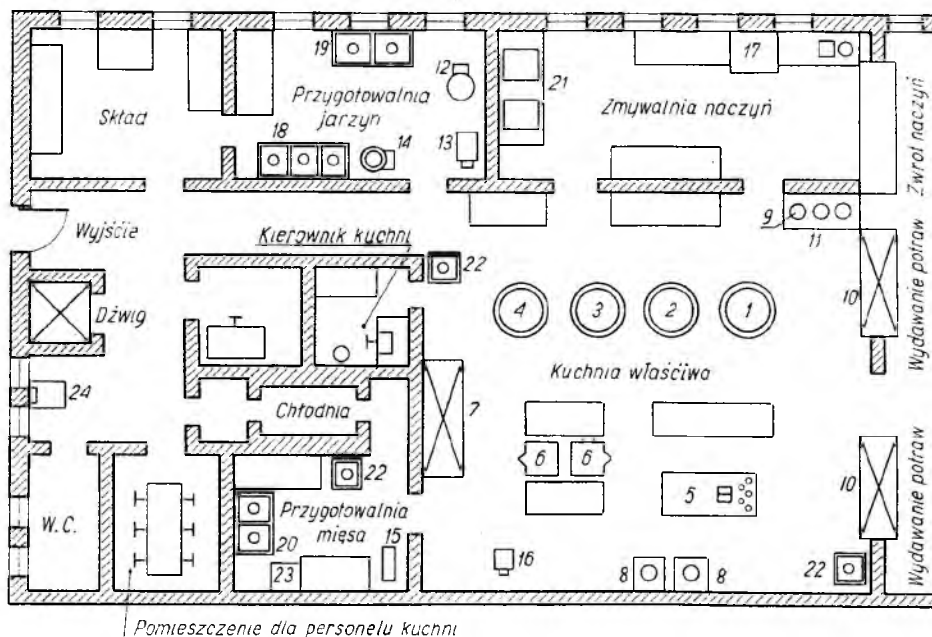 19
12
17
Skład
Przygotowalnia
jarzyn
21
Zmywalnia naczyń
18
14
13
Zwrot naczyń
Wyjście
Kierownik kuchni
9
11
22
Dźwig
4
3
2
1
10
Wydawanie potraw
Kuchnia właściwa
24
Chłodnia
7
6
6
22
5
10
W.C.
Przygotowalnia
mięsa
15
20
16
23
8
8
22
Wydawanie potraw
Pomieszczenie dla personelu kuchni